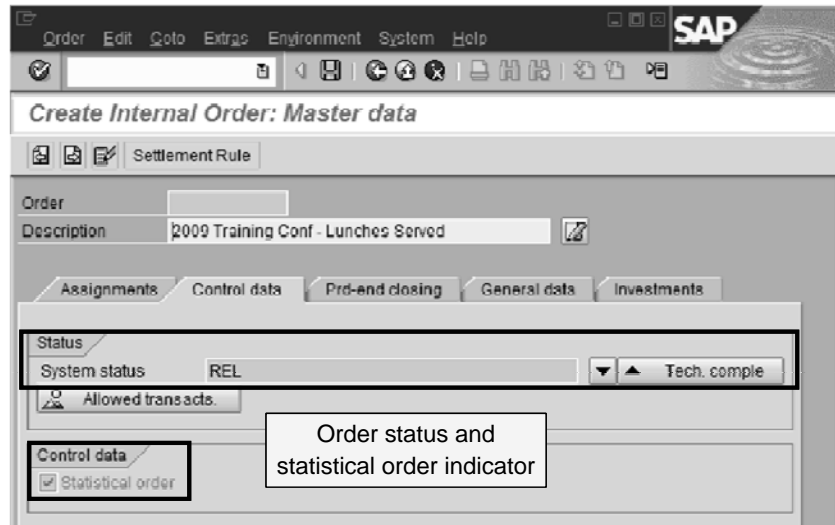 Order Edit Goto Extras Environment System Help
SAP
Create Internal Order: Master data
Settlement Rule
Order
Description 2009 Training Conf - Lunches Served
Assignments Control data Prd-end closing General data Investments
Status
System status REL Tech. comple
Allowed transacts.
Order status and
statistical order indicator
Control data
Statistical order